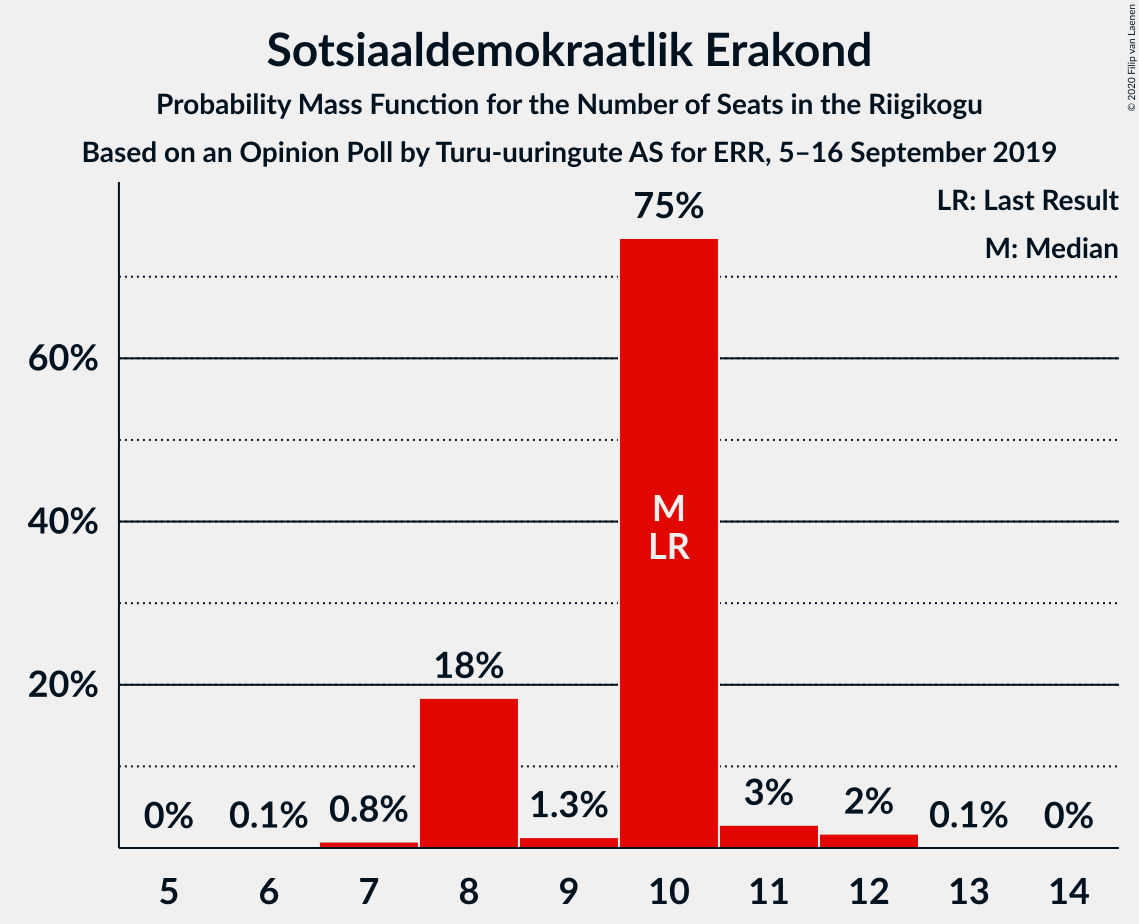 Sotsiaaldemokraatlik Erakond
Probability Mass Function for the Number of Seats in the Riigikogu
Based on an Opinion Poll by Turu-uuringute AS for ERR, 5–16 September 2019
© 2020 Filip van Laenen
LR: Last Result
M: Median
60%
40%
20%
0%
0.1%
0.8%
18%
1.3%
75%
3%
2%
0.1%
0%
M
LR
5 6 7 8 9 10 11 12 13 14